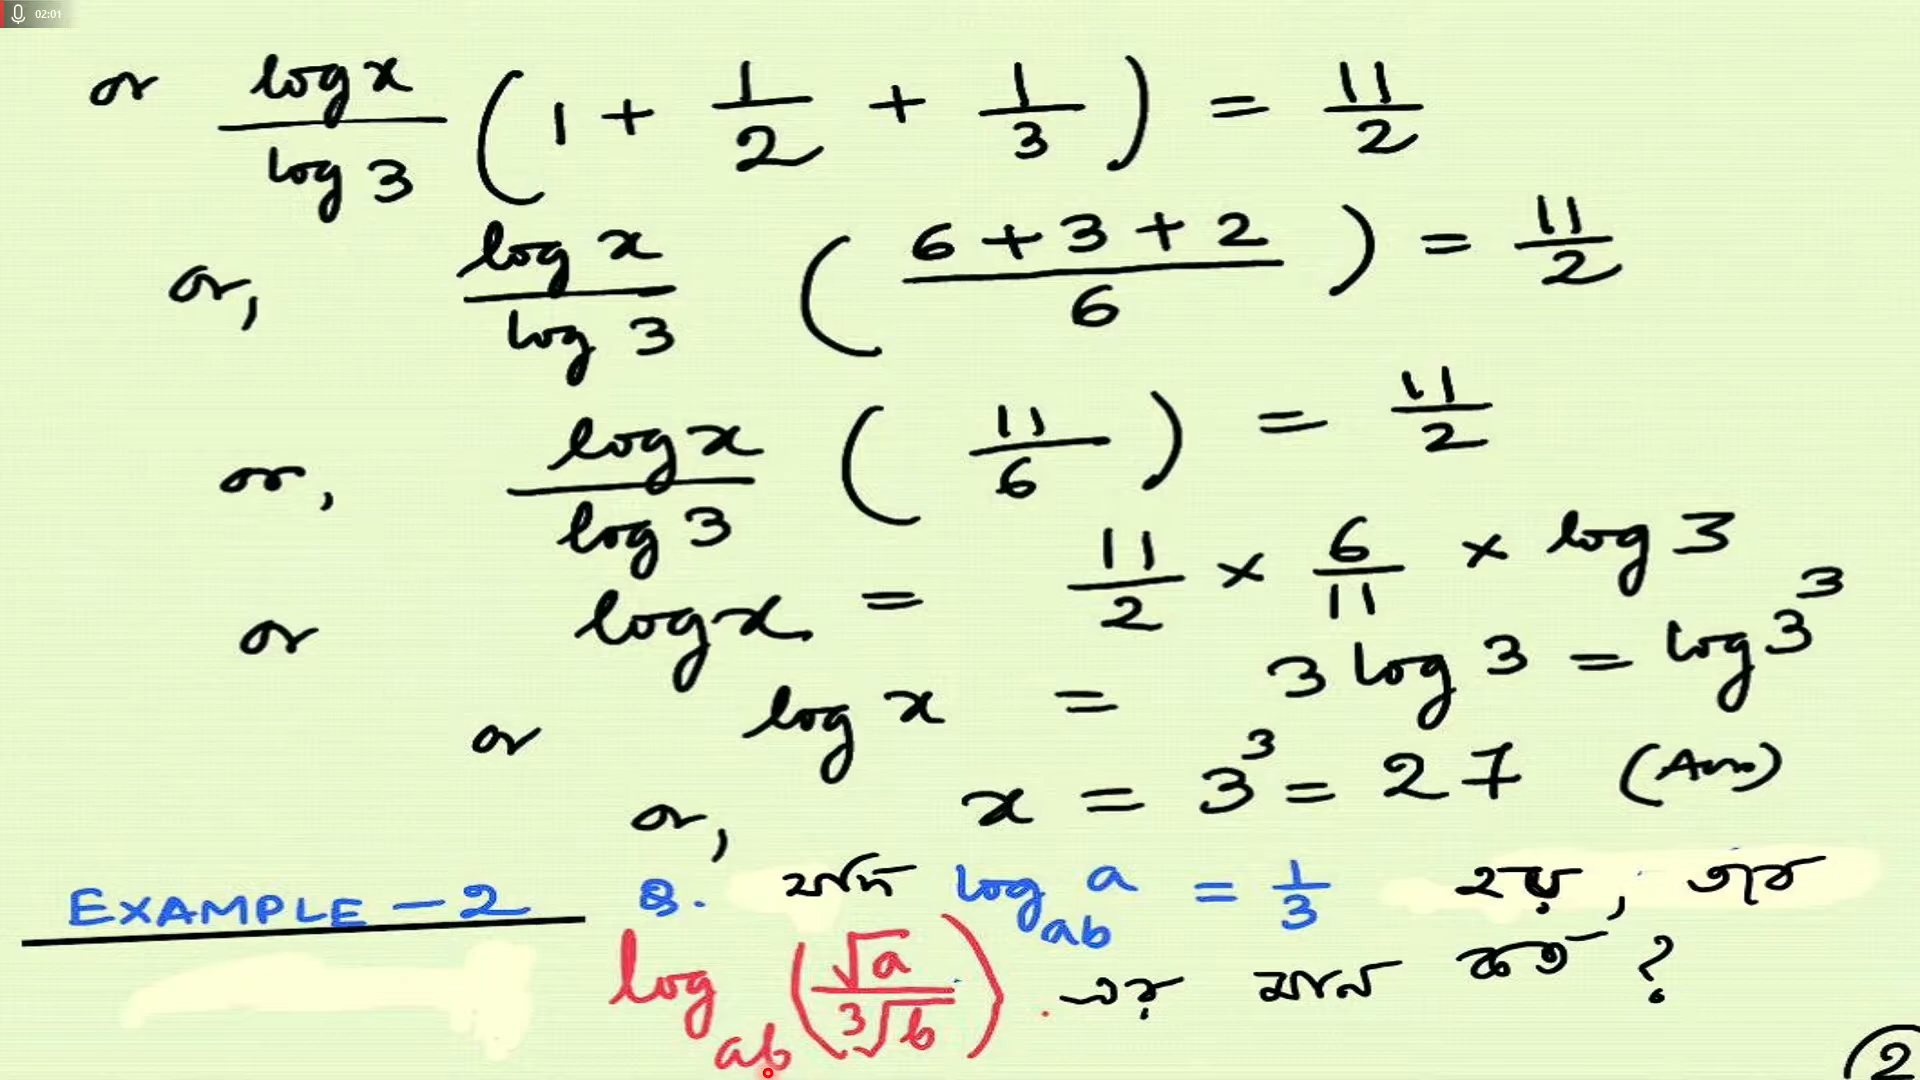 02:01
or log x / log 3 ( 1 + 1/2 + 1/3 ) = 11/2
or, log x / log 3 ( 6 + 3 + 2 / 6 ) = 11/2
or, log x / log 3 ( 11/6 ) = 11/2
or log x = 11/2 × 6/11 × log 3
or log x = 3 log 3 = log 3³
or, x = 3³ = 27 (Ans)
EXAMPLE - 2 Q. যদি log_ab a = 1/3 হয়, তবে
log_ab (√a / ³√b) এর মান কত ?
2